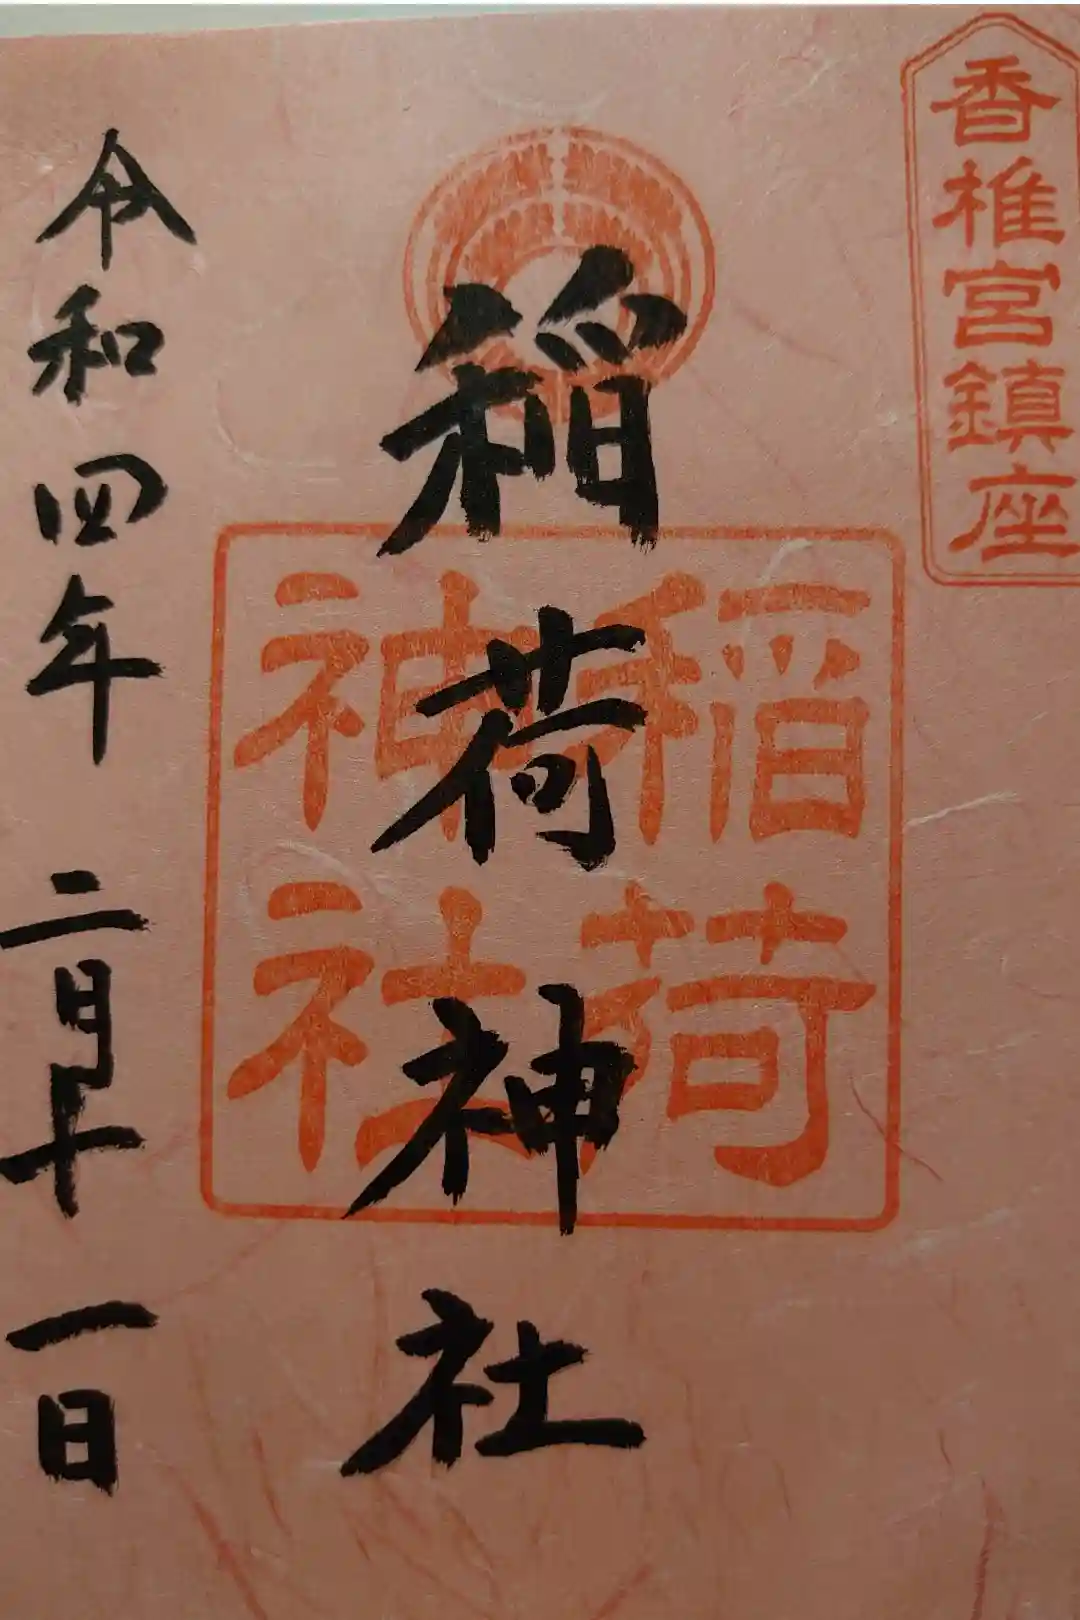 香椎宮鎮座
稲荷神社
稲荷
神社
令和四年二月十一日